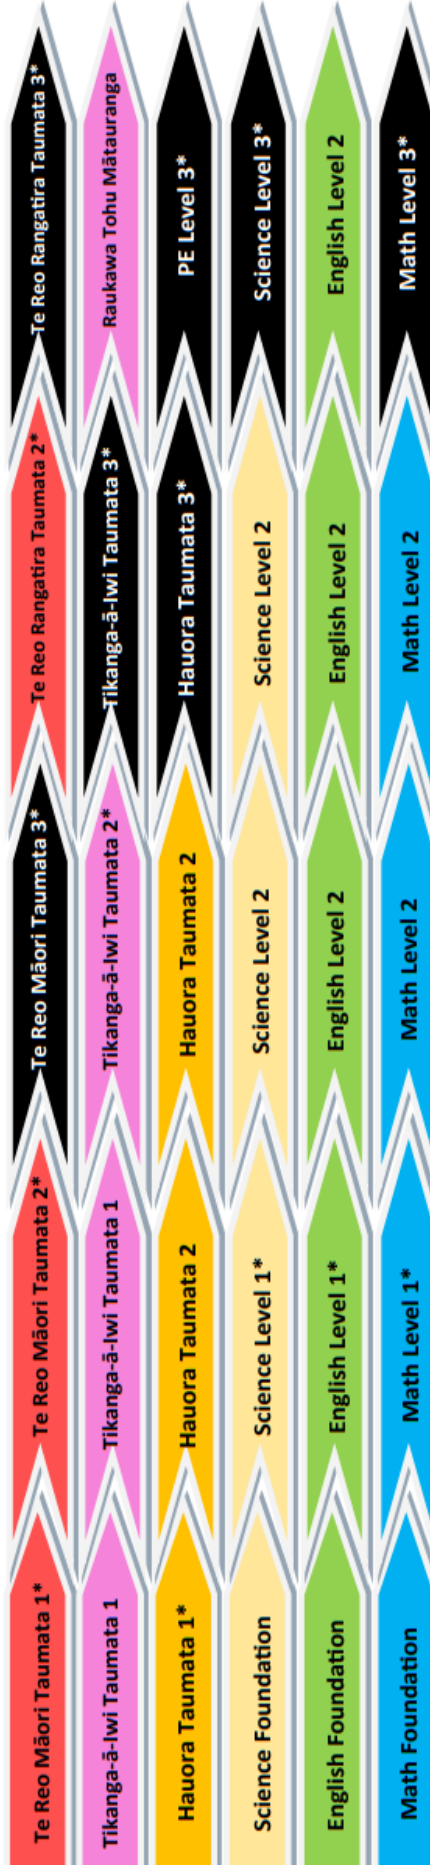 Te Reo Māori Taumata 1*
Te Reo Māori Taumata 2*
Te Reo Māori Taumata 3*
Te Reo Rangatira Taumata 2*
Te Reo Rangatira Taumata 3*
Tikanga-ā-Iwi Taumata 1
Tikanga-ā-Iwi Taumata 1
Tikanga-ā-Iwi Taumata 2*
Tikanga-ā-Iwi Taumata 3*
Raukawa Tohu Mātauranga
Hauora Taumata 1*
Hauora Taumata 2
Hauora Taumata 2
Hauora Taumata 3*
PE Level 3*
Science Foundation
Science Level 1*
Science Level 2
Science Level 2
Science Level 3*
English Foundation
English Level 1*
English Level 2
English Level 2
English Level 2
Math Foundation
Math Level 1*
Math Level 2
Math Level 2
Math Level 3*